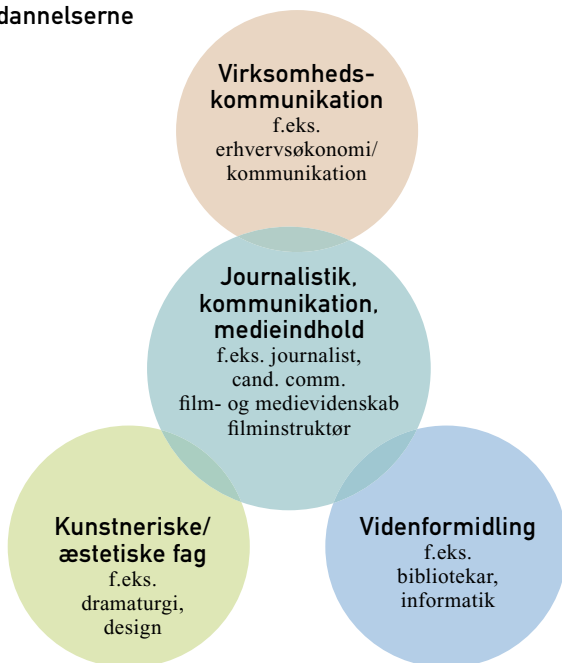 dannelserne
Virksomheds-
kommunikation
f.eks.
erhvervsøkonomi/
kommunikation
Journalistik,
kommunikation,
medieindhold
f.eks. journalist,
cand. comm.
film- og medievidenskab
filminstruktør
Kunstneriske/
æstetiske fag
f.eks.
dramaturgi,
design
Videnformidling
f.eks.
bibliotekar,
informatik